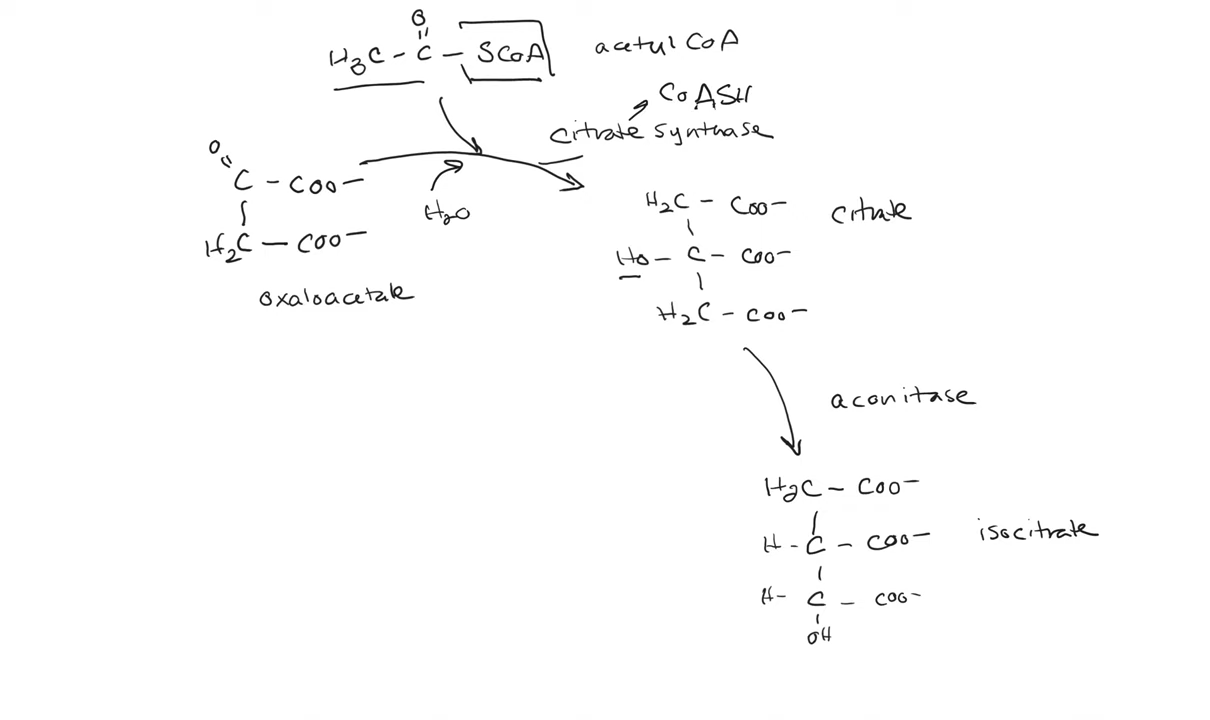 O
H3C - C - SCoA acetyl CoA
CoASH
citrate synthase
O
C - COO-
H2O
H2C - COO-
oxaloacetate
H2C - COO- citrate
HO - C - COO-
H2C - COO-
aconitase
H2C - COO-
H - C - COO- isocitrate
H - C - COO-
OH